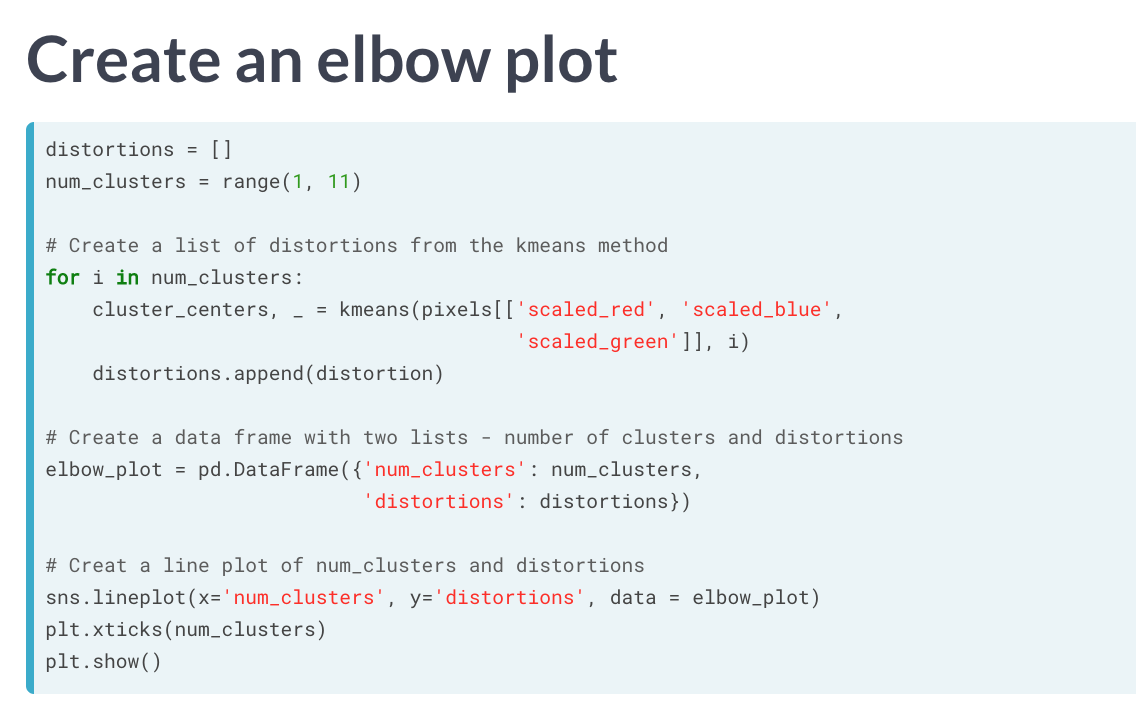 Create an elbow plot
distortions = []
num_clusters = range(1, 11)
# Create a list of distortions from the kmeans method
for i in num_clusters:
    cluster_centers, _ = kmeans(pixels[['scaled_red', 'scaled_blue',
                                        'scaled_green']], i)
    distortions.append(distortion)
# Create a data frame with two lists - number of clusters and distortions
elbow_plot = pd.DataFrame({'num_clusters': num_clusters,
                           'distortions': distortions})
# Creat a line plot of num_clusters and distortions
sns.lineplot(x='num_clusters', y='distortions', data = elbow_plot)
plt.xticks(num_clusters)
plt.show()